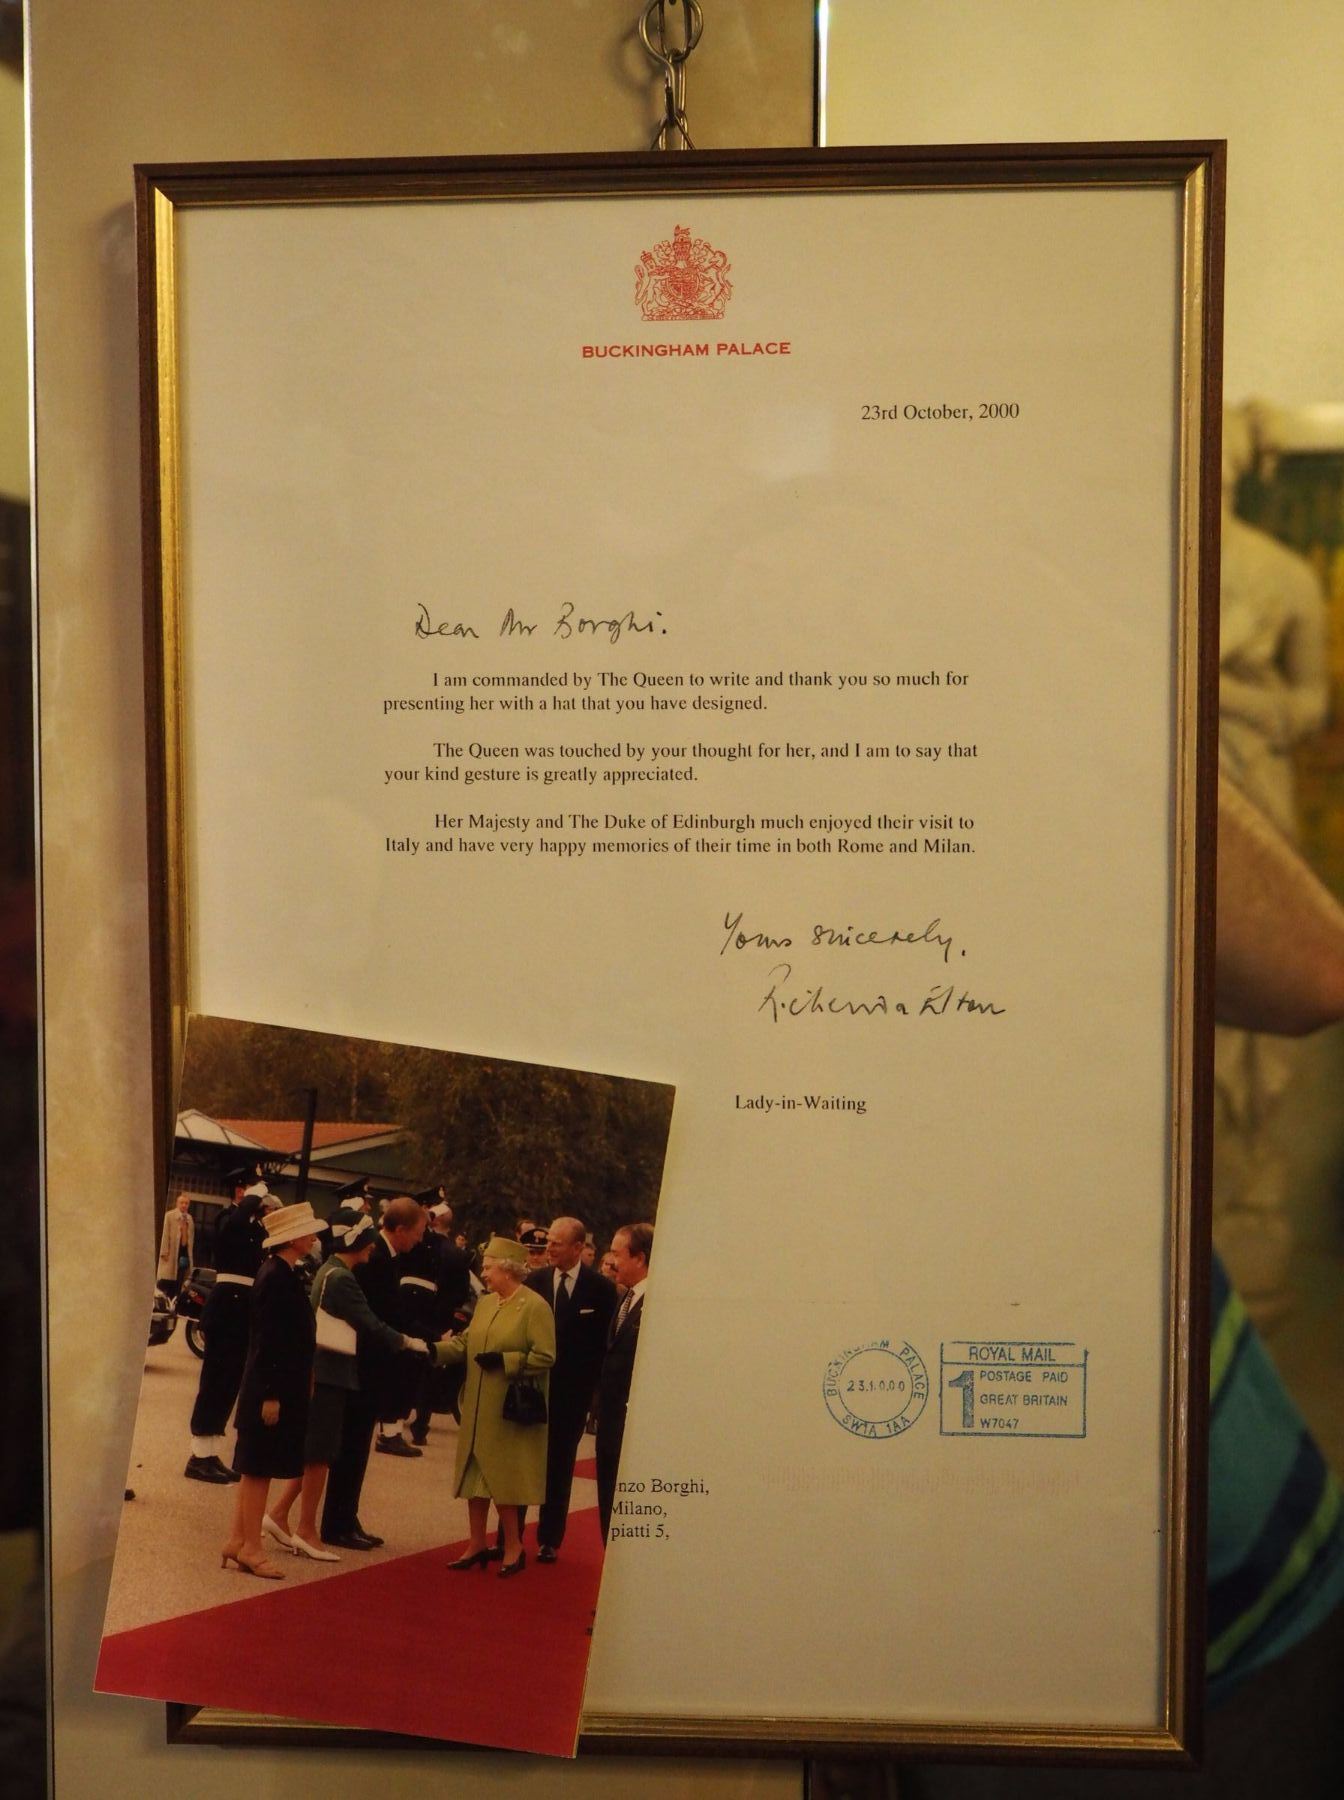 BUCKINGHAM PALACE
23rd October, 2000
Dear Mr Borghi.
I am commanded by The Queen to write and thank you so much for
presenting her with a hat that you have designed.
The Queen was touched by your thought for her, and I am to say that
your kind gesture is greatly appreciated.
Her Majesty and The Duke of Edinburgh much enjoyed their visit to
Italy and have very happy memories of their time in both Rome and Milan.
Yours sincerely,
Richenda Elton
Lady-in-Waiting
BUCKINGHAM PALACE
23.10.00
SW1A 1AA
ROYAL MAIL
1
POSTAGE PAID
GREAT BRITAIN
W7047
nzo Borghi,
Milano,
piatti 5,